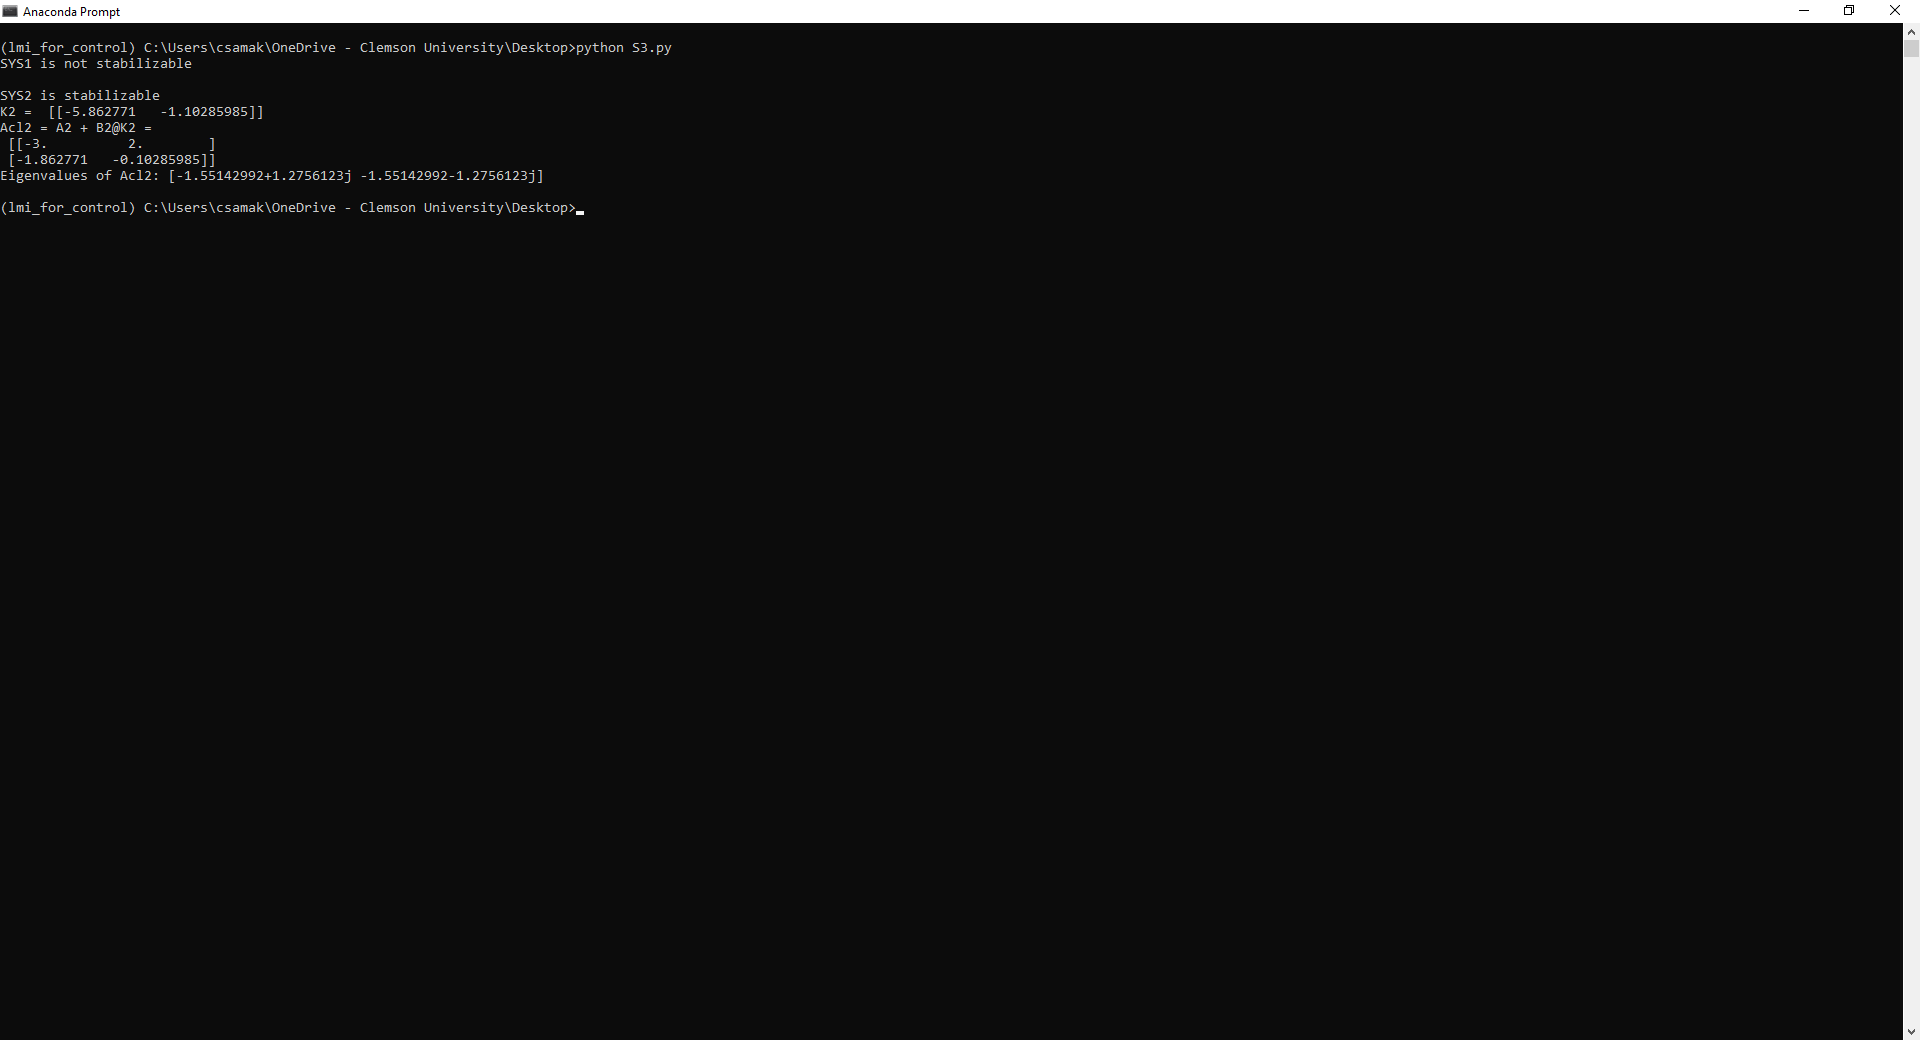 Anaconda Prompt
(lmi_for_control) C:\Users\csamak\OneDrive - Clemson University\Desktop>python S3.py
SYS1 is not stabilizable
SYS2 is stabilizable
K2 =  [[-5.862771   -1.10285985]]
Acl2 = A2 + B2@K2 =
 [[-3.          2.        ]
 [-1.862771   -0.10285985]]
Eigenvalues of Acl2: [-1.55142992+1.2756123j -1.55142992-1.2756123j]
(lmi_for_control) C:\Users\csamak\OneDrive - Clemson University\Desktop>